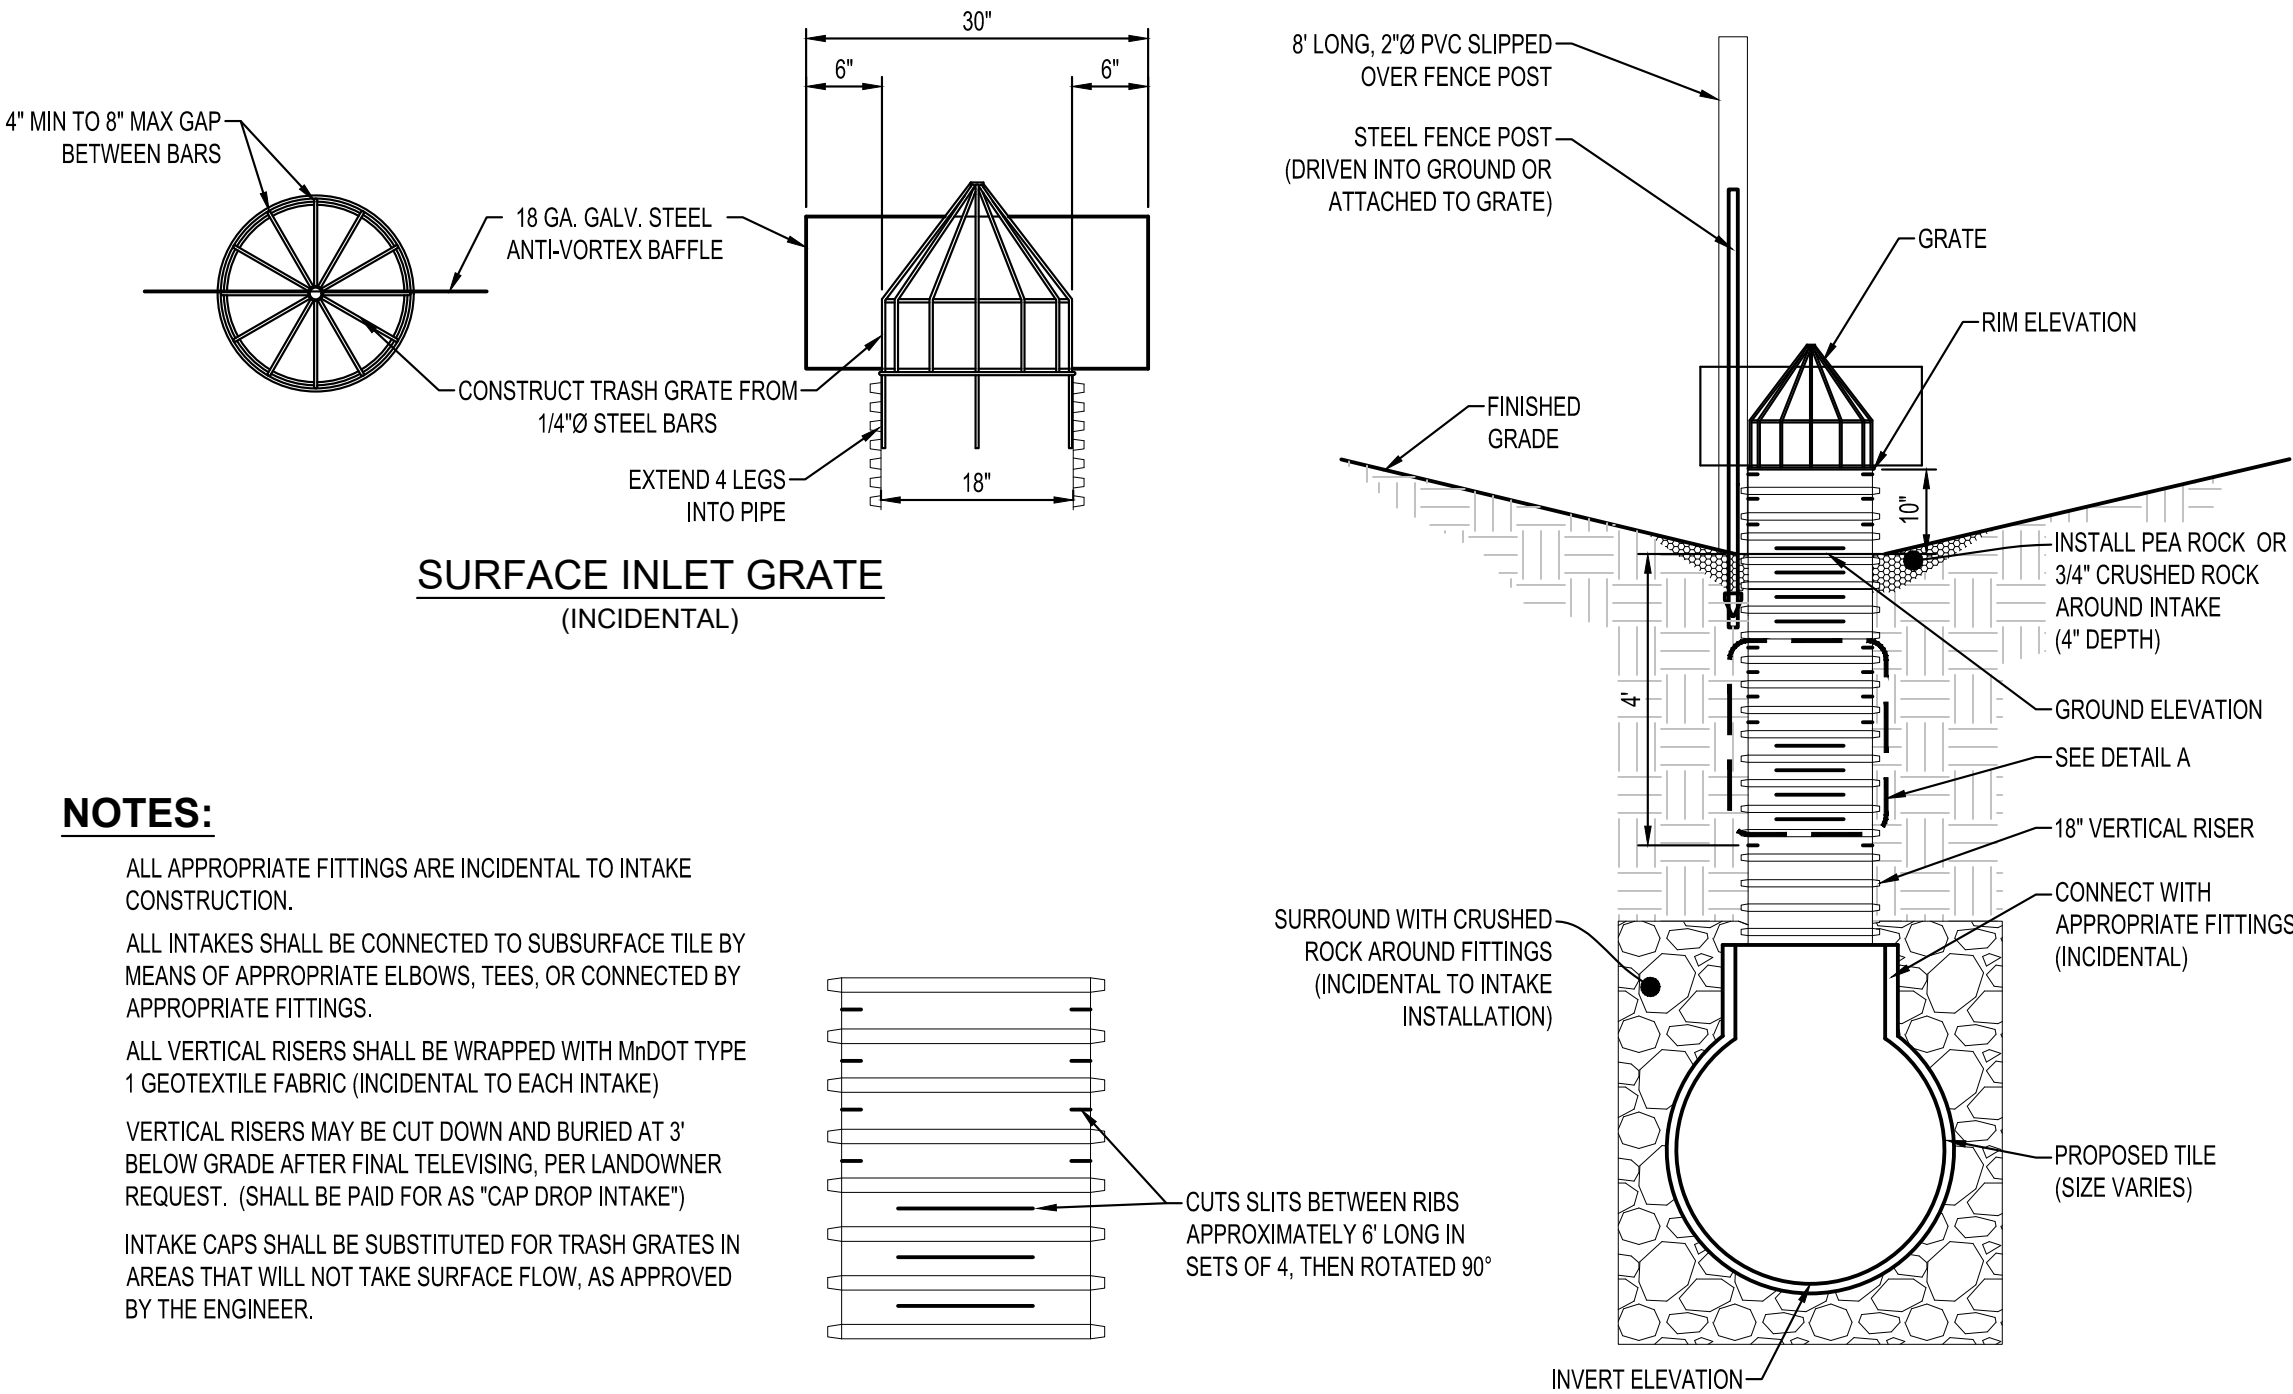 30"
6"
6"
4" MIN TO 8" MAX GAP
BETWEEN BARS
18 GA. GALV. STEEL
ANTI-VORTEX BAFFLE
CONSTRUCT TRASH GRATE FROM
1/4"Ø STEEL BARS
EXTEND 4 LEGS
INTO PIPE
18"
SURFACE INLET GRATE
(INCIDENTAL)
8' LONG, 2"Ø PVC SLIPPED
OVER FENCE POST
STEEL FENCE POST
(DRIVEN INTO GROUND OR
ATTACHED TO GRATE)
GRATE
RIM ELEVATION
FINISHED
GRADE
10"
INSTALL PEA ROCK OR
3/4" CRUSHED ROCK
AROUND INTAKE
(4" DEPTH)
4'
GROUND ELEVATION
SEE DETAIL A
18" VERTICAL RISER
CONNECT WITH
APPROPRIATE FITTINGS
(INCIDENTAL)
SURROUND WITH CRUSHED
ROCK AROUND FITTINGS
(INCIDENTAL TO INTAKE
INSTALLATION)
PROPOSED TILE
(SIZE VARIES)
INVERT ELEVATION
NOTES:
ALL APPROPRIATE FITTINGS ARE INCIDENTAL TO INTAKE
CONSTRUCTION.
ALL INTAKES SHALL BE CONNECTED TO SUBSURFACE TILE BY
MEANS OF APPROPRIATE ELBOWS, TEES, OR CONNECTED BY
APPROPRIATE FITTINGS.
ALL VERTICAL RISERS SHALL BE WRAPPED WITH MnDOT TYPE
1 GEOTEXTILE FABRIC (INCIDENTAL TO EACH INTAKE)
VERTICAL RISERS MAY BE CUT DOWN AND BURIED AT 3'
BELOW GRADE AFTER FINAL TELEVISING, PER LANDOWNER
REQUEST. (SHALL BE PAID FOR AS "CAP DROP INTAKE")
INTAKE CAPS SHALL BE SUBSTITUTED FOR TRASH GRATES IN
AREAS THAT WILL NOT TAKE SURFACE FLOW, AS APPROVED
BY THE ENGINEER.
CUTS SLITS BETWEEN RIBS
APPROXIMATELY 6' LONG IN
SETS OF 4, THEN ROTATED 90°